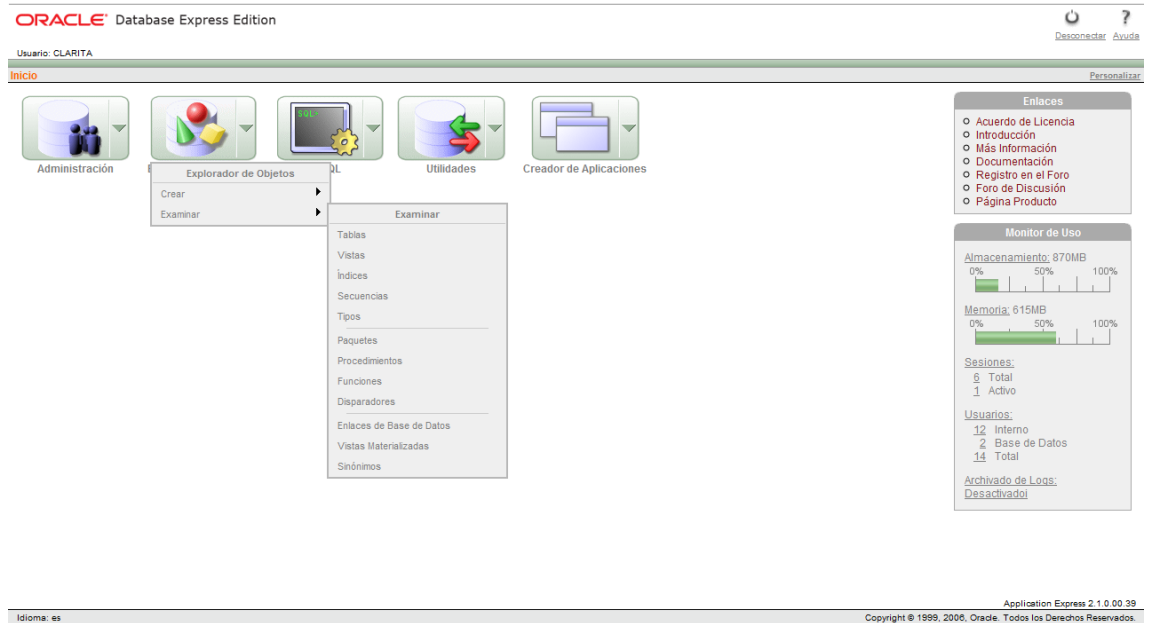 ORACLE Database Express Edition
Desconectar Ayuda
Usuario: CLARITA
Inicio
Personalizar
Administración
QL
Utilidades
Creador de Aplicaciones
SQL>
Explorador de Objetos
Crear
Examinar
Examinar
Tablas
Vistas
Índices
Secuencias
Tipos
Paquetes
Procedimientos
Funciones
Disparadores
Enlaces de Base de Datos
Vistas Materializadas
Sinónimos
Enlaces
Acuerdo de Licencia
Introducción
Más Información
Documentación
Registro en el Foro
Foro de Discusión
Página Producto
Monitor de Uso
Almacenamiento: 870MB
0% 50% 100%
Memoria: 615MB
0% 50% 100%
Sesiones:
6 Total
1 Activo
Usuarios:
12 Interno
2 Base de Datos
14 Total
Archivado de Logs:
Desactivadoi
Application Express 2.1.0.00.39
Idioma: es
Copyright © 1999, 2006, Oracle. Todos los Derechos Reservados.